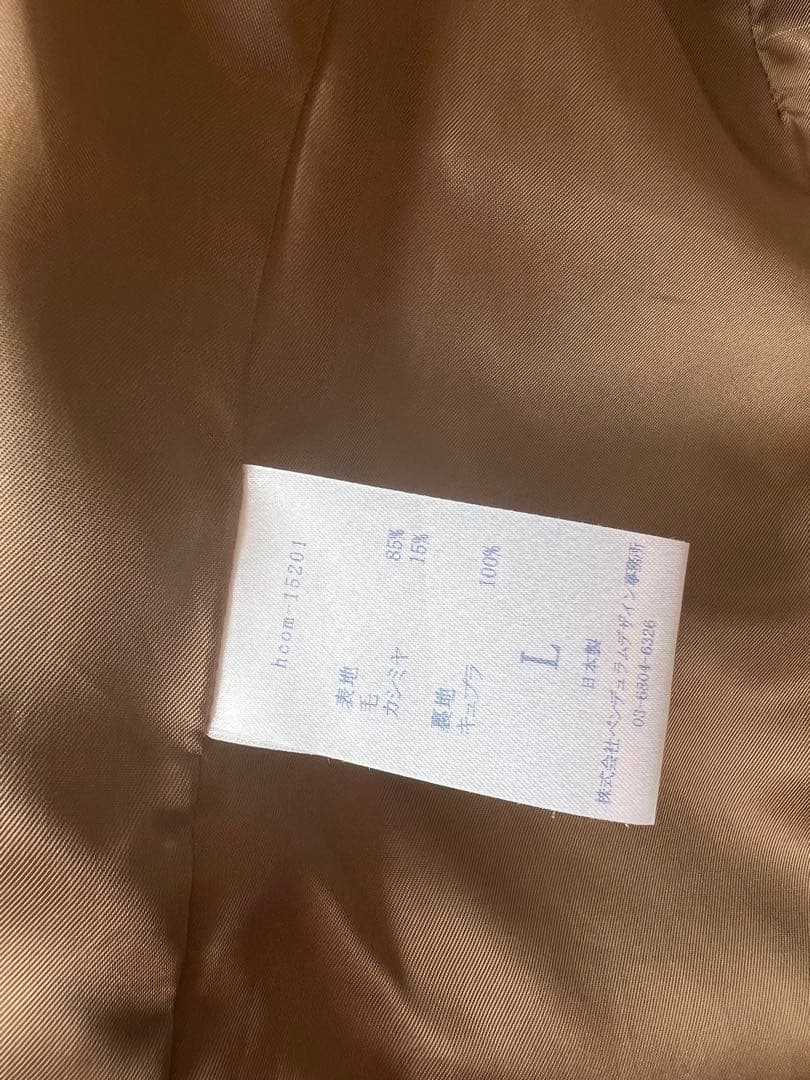 hcom-15201
表地
毛 85%
カシミヤ 15%
裏地
キュプラ 100%
L
日本製
株式会社ペンデュラムデザイン事務所
03-6804-6326